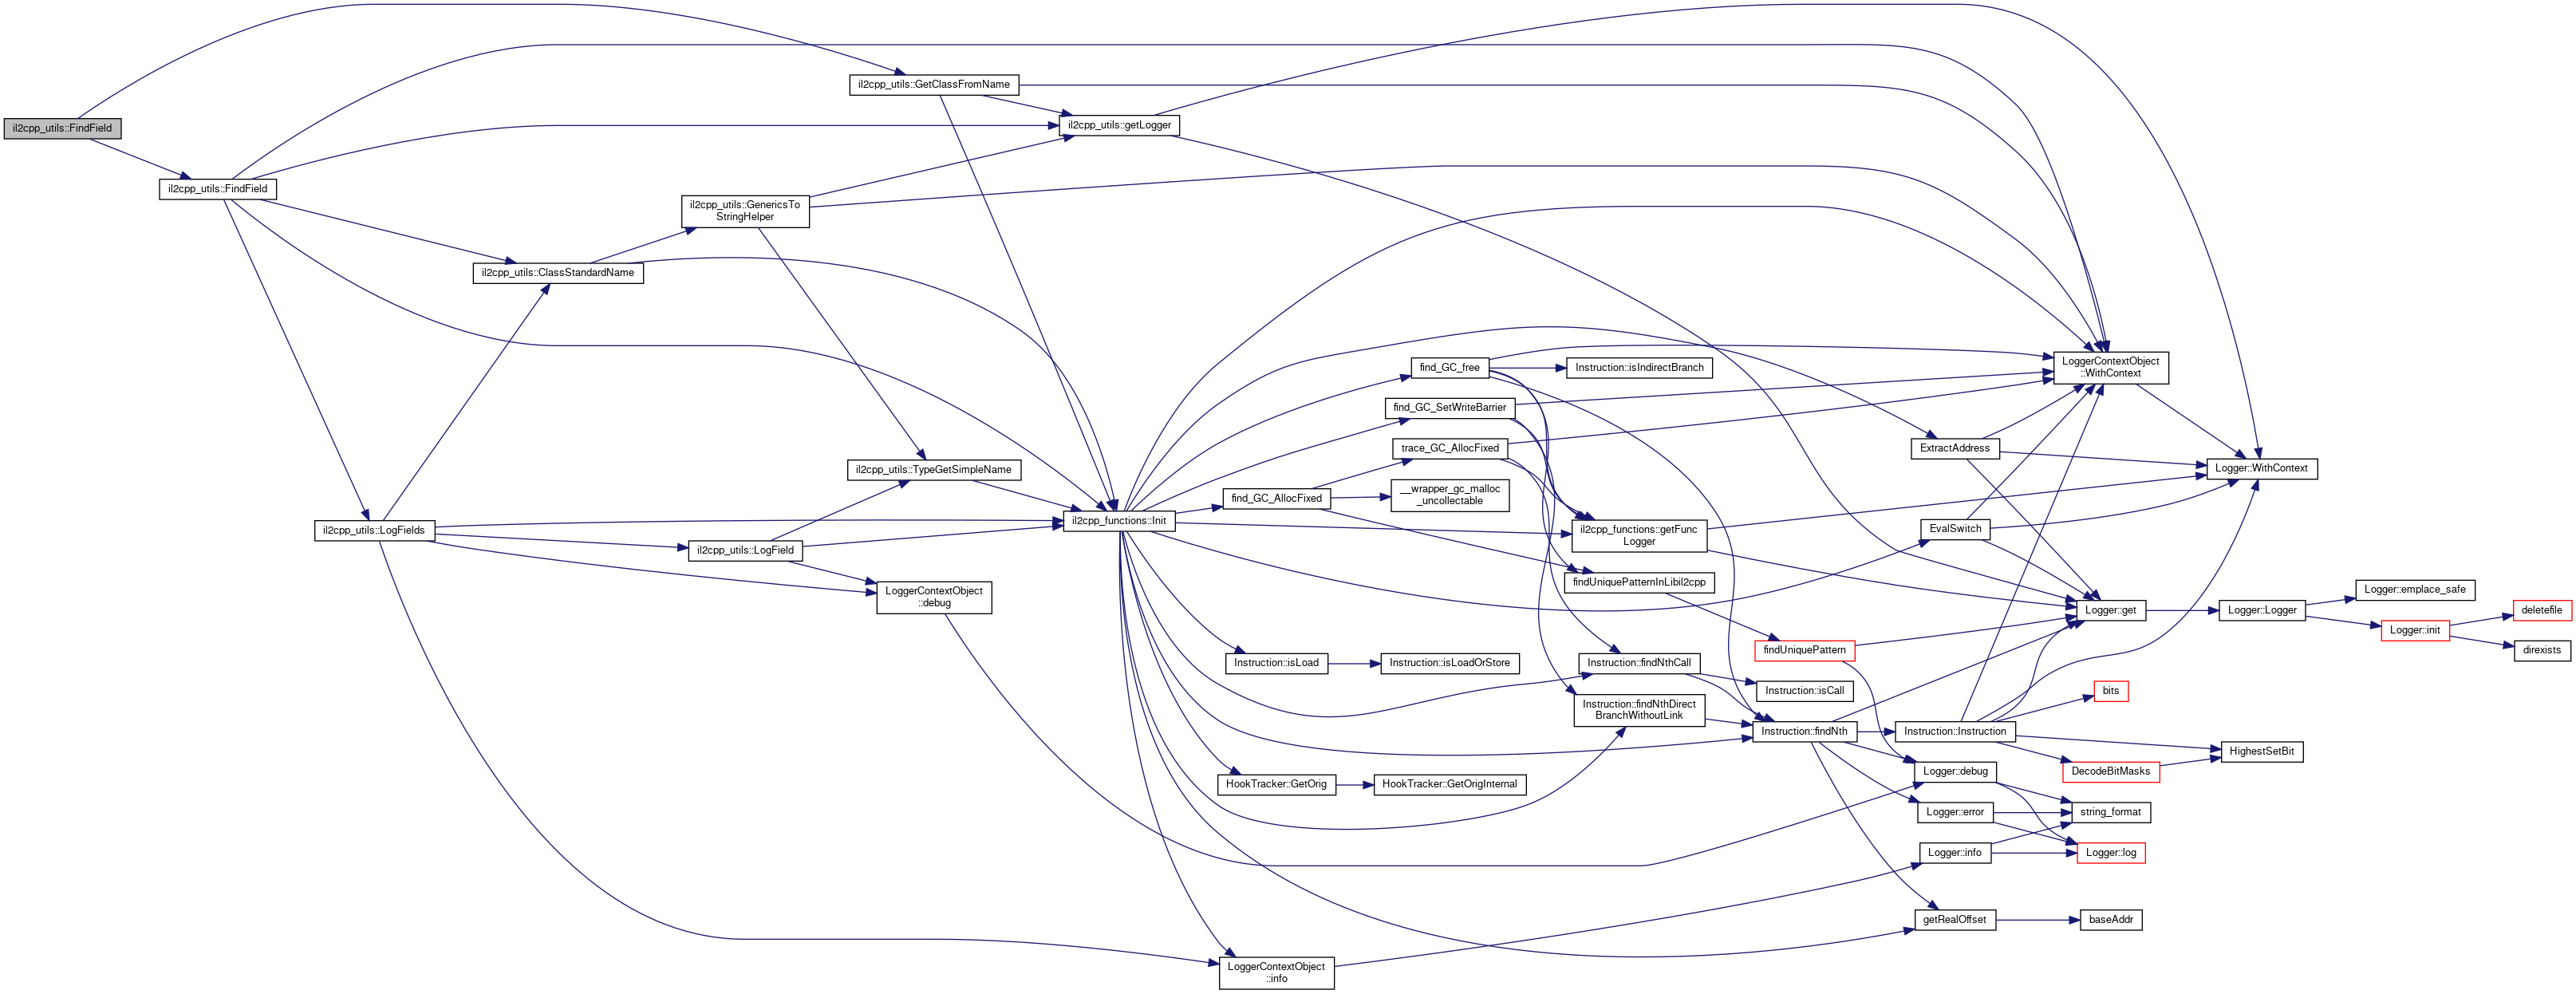 il2cpp_utils::FindField
il2cpp_utils::FindField
il2cpp_utils::LogFields
il2cpp_utils::ClassStandardName
il2cpp_utils::GenericsTo
StringHelper
il2cpp_utils::LogField
il2cpp_utils::GetClassFromName
il2cpp_utils::TypeGetSimpleName
LoggerContextObject
::debug
il2cpp_utils::getLogger
il2cpp_functions::Init
find_GC_AllocFixed
Instruction::isLoad
HookTracker::GetOrig
LoggerContextObject
::info
find_GC_free
find_GC_SetWriteBarrier
trace_GC_AllocFixed
__wrapper_gc_malloc
_uncollectable
Instruction::isLoadOrStore
HookTracker::GetOrigInternal
Instruction::isIndirectBranch
il2cpp_functions::getFunc
Logger
findUniquePatternInLibil2cpp
Instruction::findNthCall
Instruction::findNthDirect
BranchWithoutLink
findUniquePattern
Instruction::isCall
Instruction::findNth
ExtractAddress
EvalSwitch
Instruction::Instruction
Logger::debug
Logger::error
Logger::info
getRealOffset
LoggerContextObject
::WithContext
Logger::get
bits
DecodeBitMasks
string_format
Logger::log
baseAddr
Logger::WithContext
Logger::Logger
HighestSetBit
Logger::emplace_safe
Logger::init
deletefile
direxists